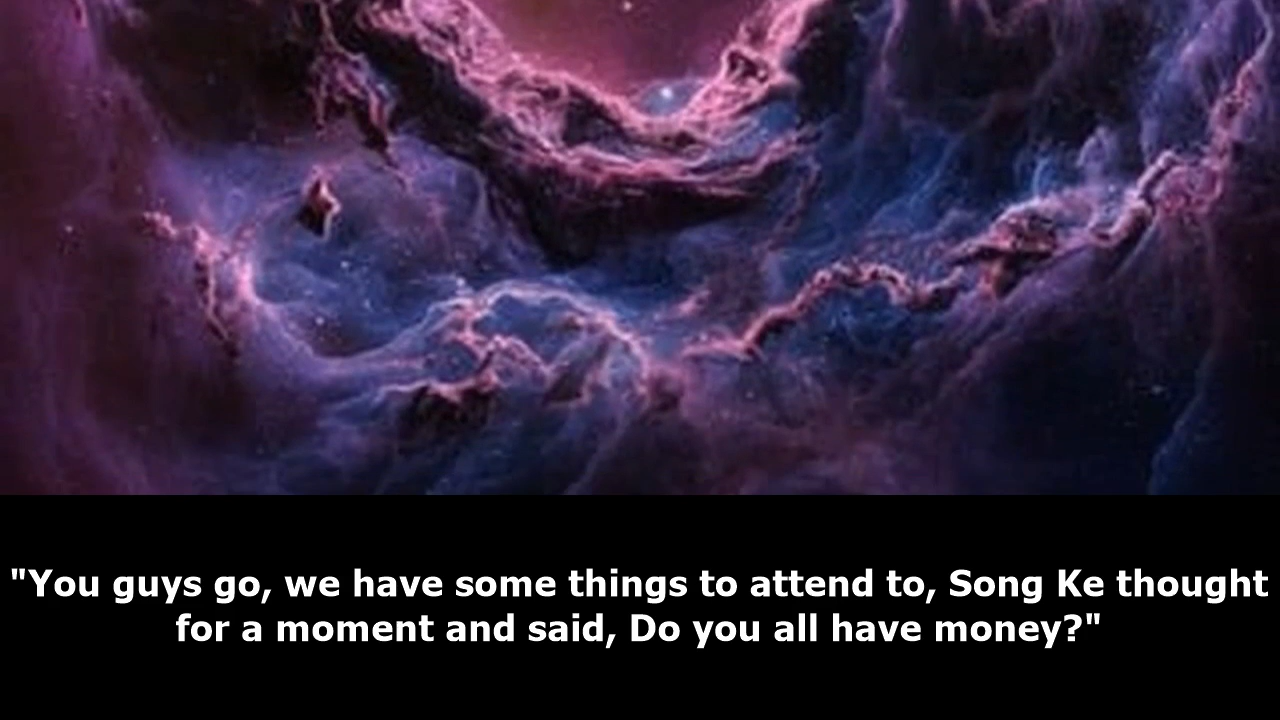 "You guys go, we have some things to attend to, Song Ke thought
for a moment and said, Do you all have money?"